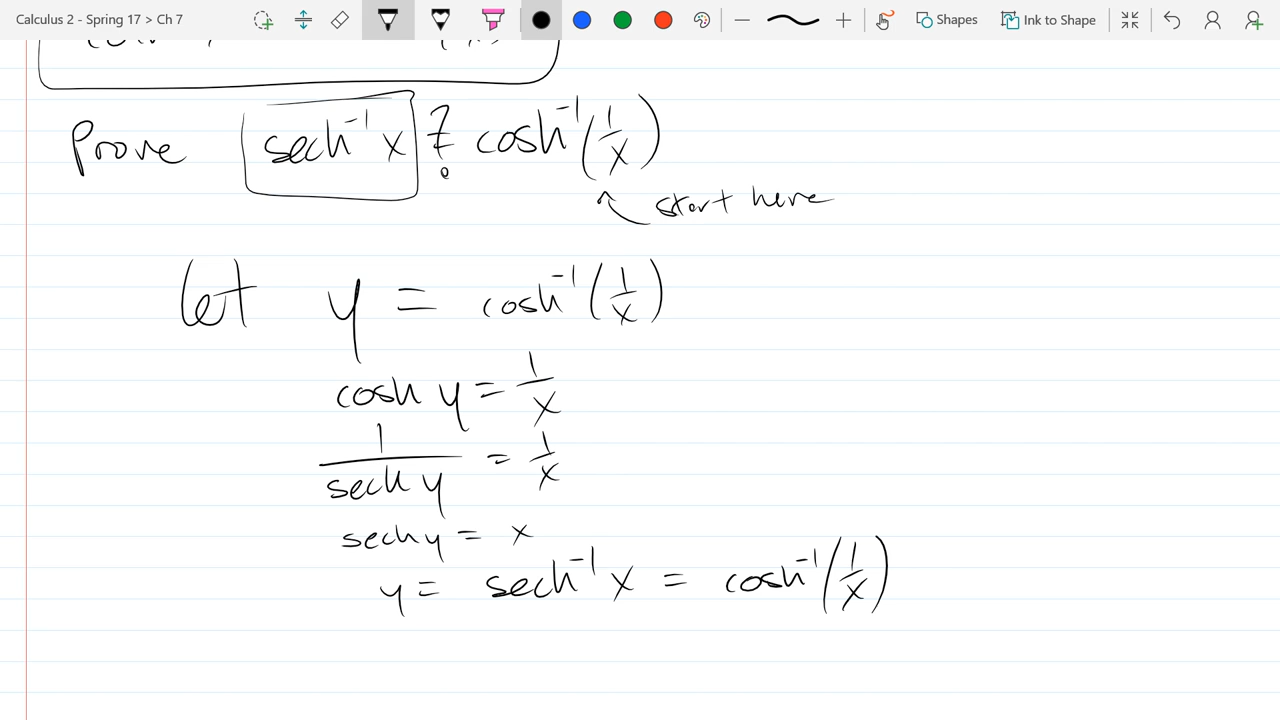 Calculus 2 - Spring 17 > Ch 7 Shapes Ink to Shape
Prove sech⁻¹ x =? cosh⁻¹(1/x)
start here
let y = cosh⁻¹(1/x)
cosh y = 1/x
1/sech y = 1/x
sech y = x
y = sech⁻¹ x = cosh⁻¹(1/x)